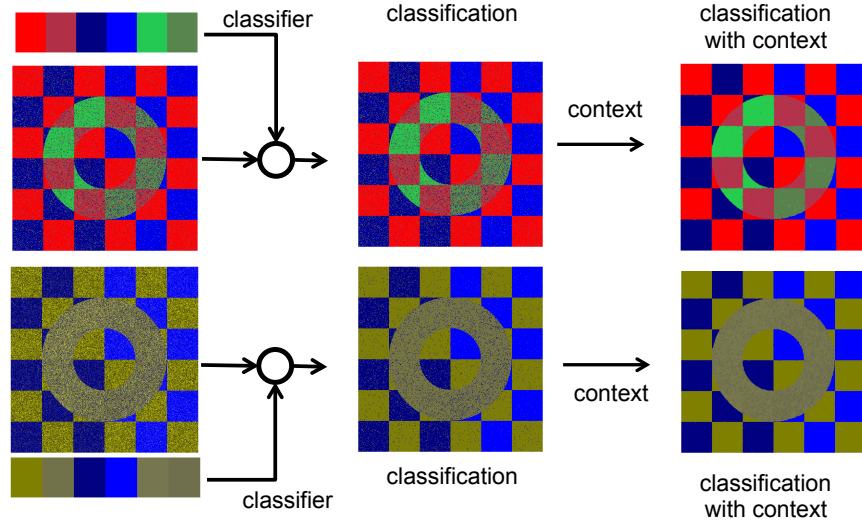 classifier
classification
classification
with context
context
context
classifier
classification
classification
with context